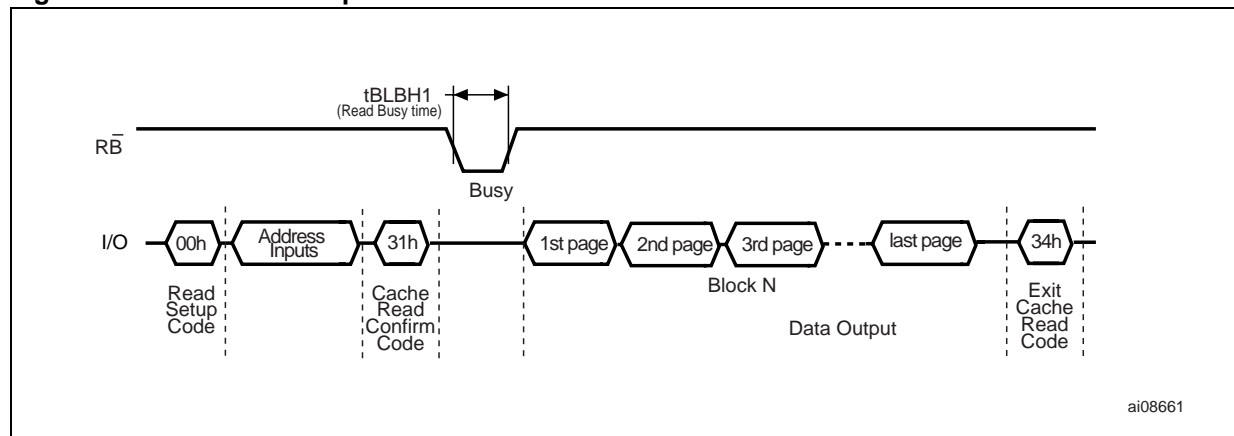 tBLBH1
(Read Busy time)
RB̅
Busy
I/O
00h
Address
Inputs
31h
1st page
2nd page
3rd page
last page
34h
Read
Setup
Code
Cache
Read
Confirm
Code
Block N
Data Output
Exit
Cache
Read
Code
ai08661